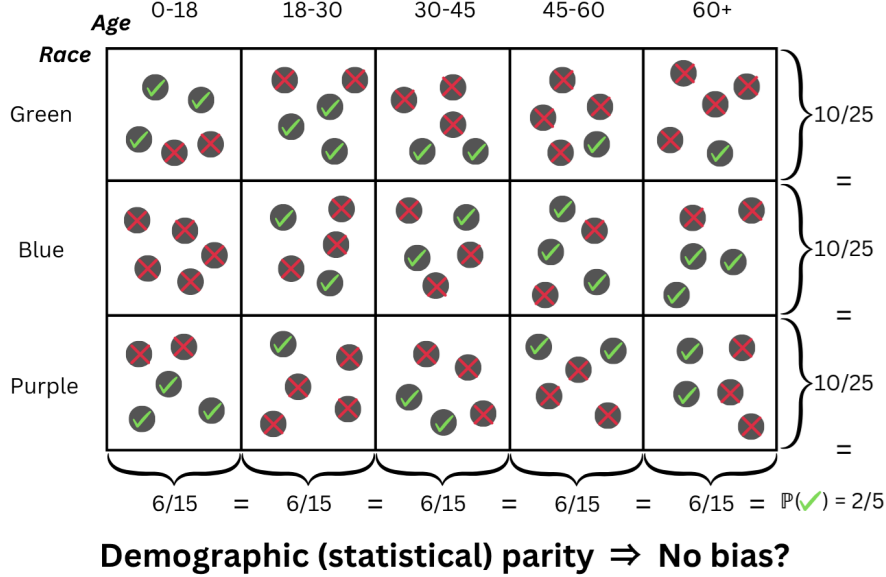 Age 0-18 18-30 30-45 45-60 60+
Race
Green 10/25
=
Blue 10/25
=
Purple 10/25
=
6/15 = 6/15 = 6/15 = 6/15 = 6/15 = ℙ(✓) = 2/5
Demographic (statistical) parity ⇒ No bias?